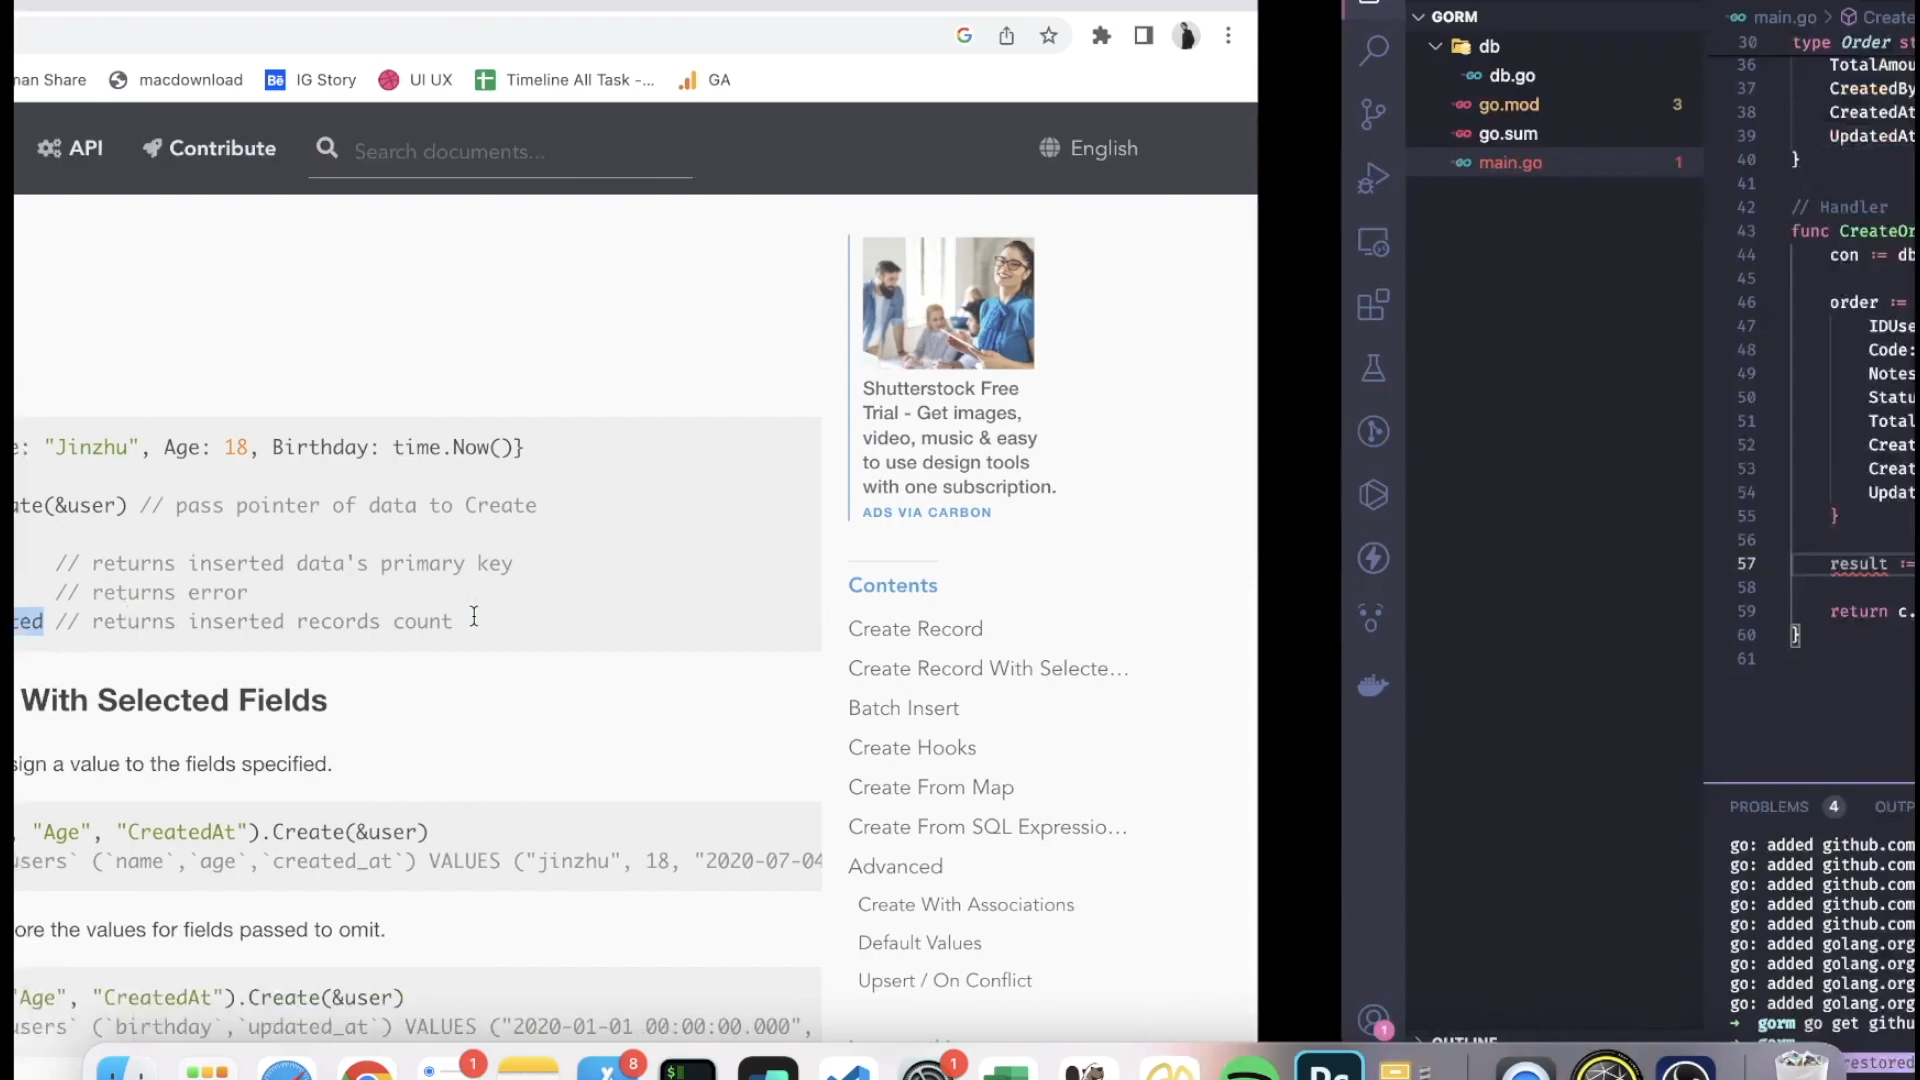 man Share
macdownload
Bē
IG Story
UI UX
Timeline All Task -...
GA
API
Contribute
Search documents...
English
e: "Jinzhu", Age: 18, Birthday: time.Now()}
ate(&user) // pass pointer of data to Create
// returns inserted data's primary key
// returns error
ted // returns inserted records count
With Selected Fields
sign a value to the fields specified.
, "Age", "CreatedAt").Create(&user)
users` (`name`,`age`,`created_at`) VALUES ("jinzhu", 18, "2020-07-04
ore the values for fields passed to omit.
"Age", "CreatedAt").Create(&user)
users` (`birthday`,`updated_at`) VALUES ("2020-01-01 00:00:00.000",
Shutterstock Free
Trial - Get images,
video, music & easy
to use design tools
with one subscription.
ADS VIA CARBON
Contents
Create Record
Create Record With Selecte...
Batch Insert
Create Hooks
Create From Map
Create From SQL Expressio...
Advanced
Create With Associations
Default Values
Upsert / On Conflict
GORM
db
db.go
go.mod 3
go.sum
main.go 1
OUTLINE
main.go > Create
30 type Order st
36 TotalAmou
37 CreatedBy
38 CreatedAt
39 UpdatedAt
40 }
41
42 // Handler
43 func CreateOr
44 con := db
45
46 order :=
47 IDUse
48 Code:
49 Notes
50 Statu
51 Total
52 Creat
53 Creat
54 Updat
55 }
56
57 result :=
58
59 return c.
60 }
61
PROBLEMS 4 OUTP
go: added github.com
go: added github.com
go: added github.com
go: added github.com
go: added github.com
go: added golang.org
go: added golang.org
go: added golang.org
go: added golang.org
→ gorm go get githu
→ gorm
restored
1
1
8
$
1
Ps